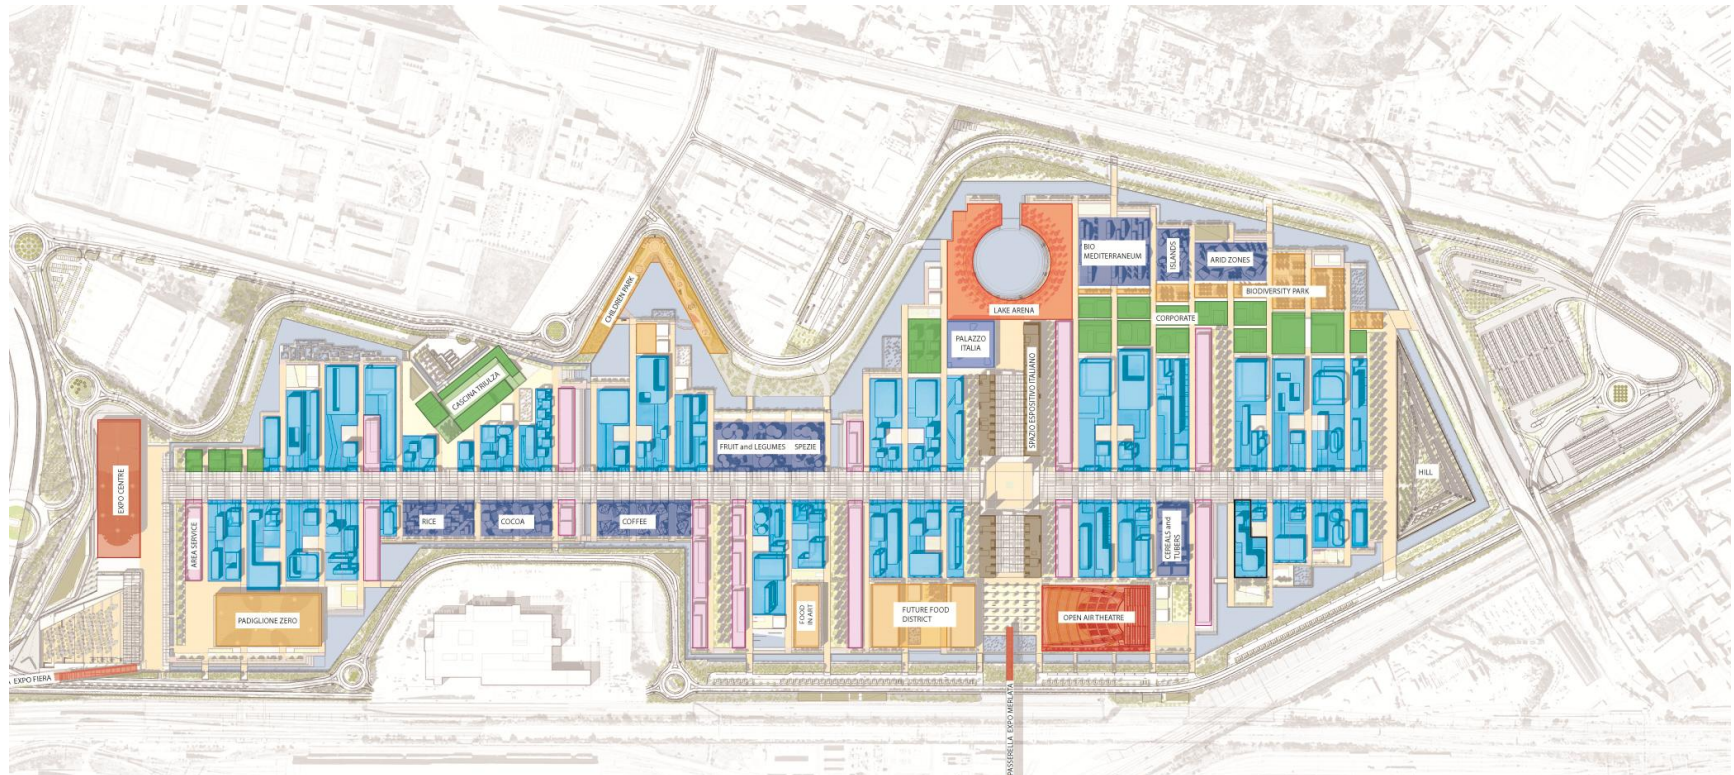 BIO
MEDITERRANEUM
ISLANDS
ARID ZONES
BIODIVERSITY PARK
CHILDREN PARK
LAKE ARENA
CORPORATE
PALAZZO
ITALIA
SPAZIO ESPOSITIVO ITALIANO
CASCINA TRIULZA
FRUIT and LEGUMES
SPEZIE
HILL
EXPO CENTRE
AREA SERVICE
RICE
COCOA
COFFEE
CEREALS and
TUBERS
PADIGLIONE ZERO
FOOD
IN ART
FUTURE FOOD
DISTRICT
OPEN AIR THEATRE
EXPO FIERA
PASSERELLA EXPO MERLATA